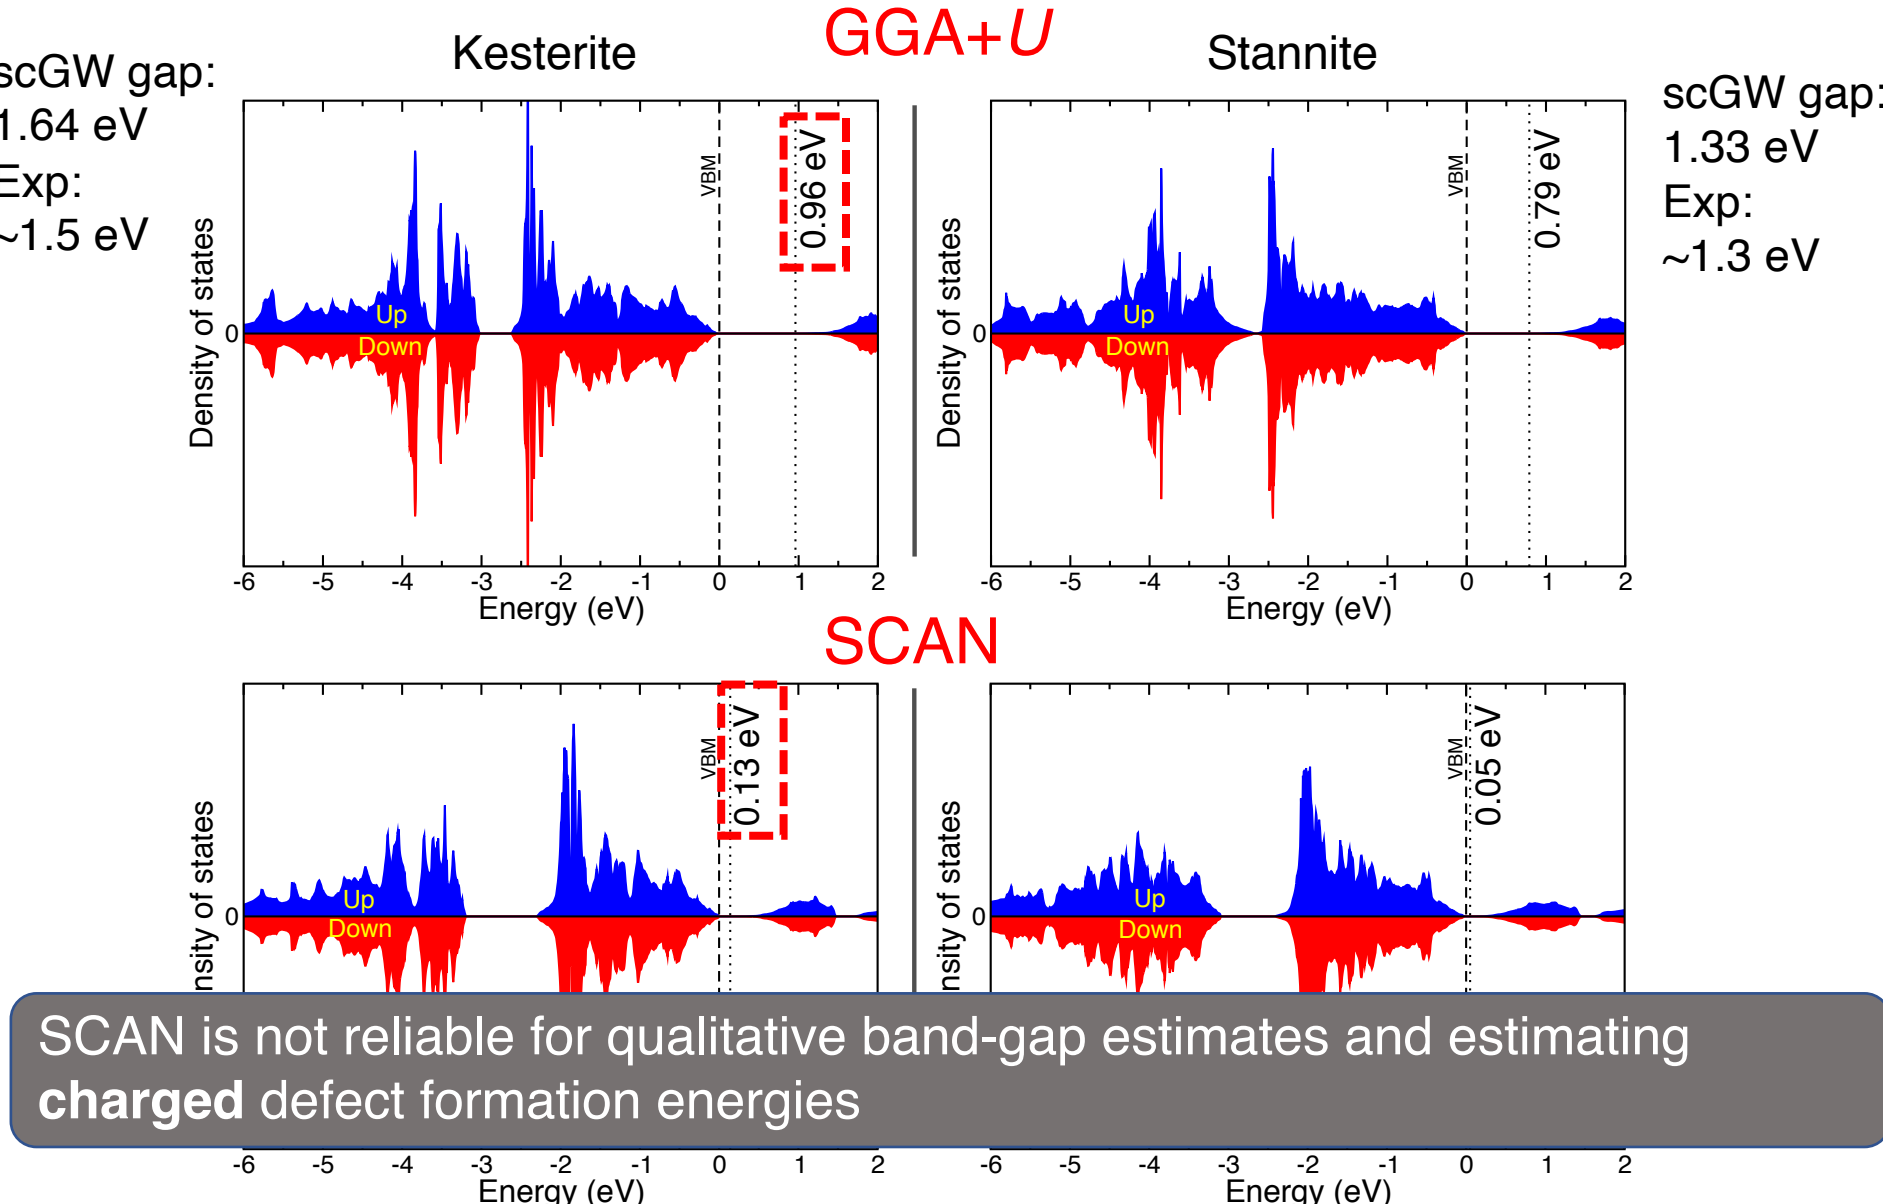 GGA+U
Kesterite
Stannite
scGW gap:
1.64 eV
Exp:
~1.5 eV
scGW gap:
1.33 eV
Exp:
~1.3 eV
Density of states
0
Up
Down
VBM
0.96 eV
-6 -5 -4 -3 -2 -1 0 1 2
Energy (eV)
Density of states
0
Up
Down
VBM
0.79 eV
-6 -5 -4 -3 -2 -1 0 1 2
Energy (eV)
SCAN
nsity of states
0
Up
Down
VBM
0.13 eV
nsity of states
0
Up
Down
VBM
0.05 eV
SCAN is not reliable for qualitative band-gap estimates and estimating
charged defect formation energies
-6 -5 -4 -3 -2 -1 0 1 2
Energy (eV)
-6 -5 -4 -3 -2 -1 0 1 2
Energy (eV)